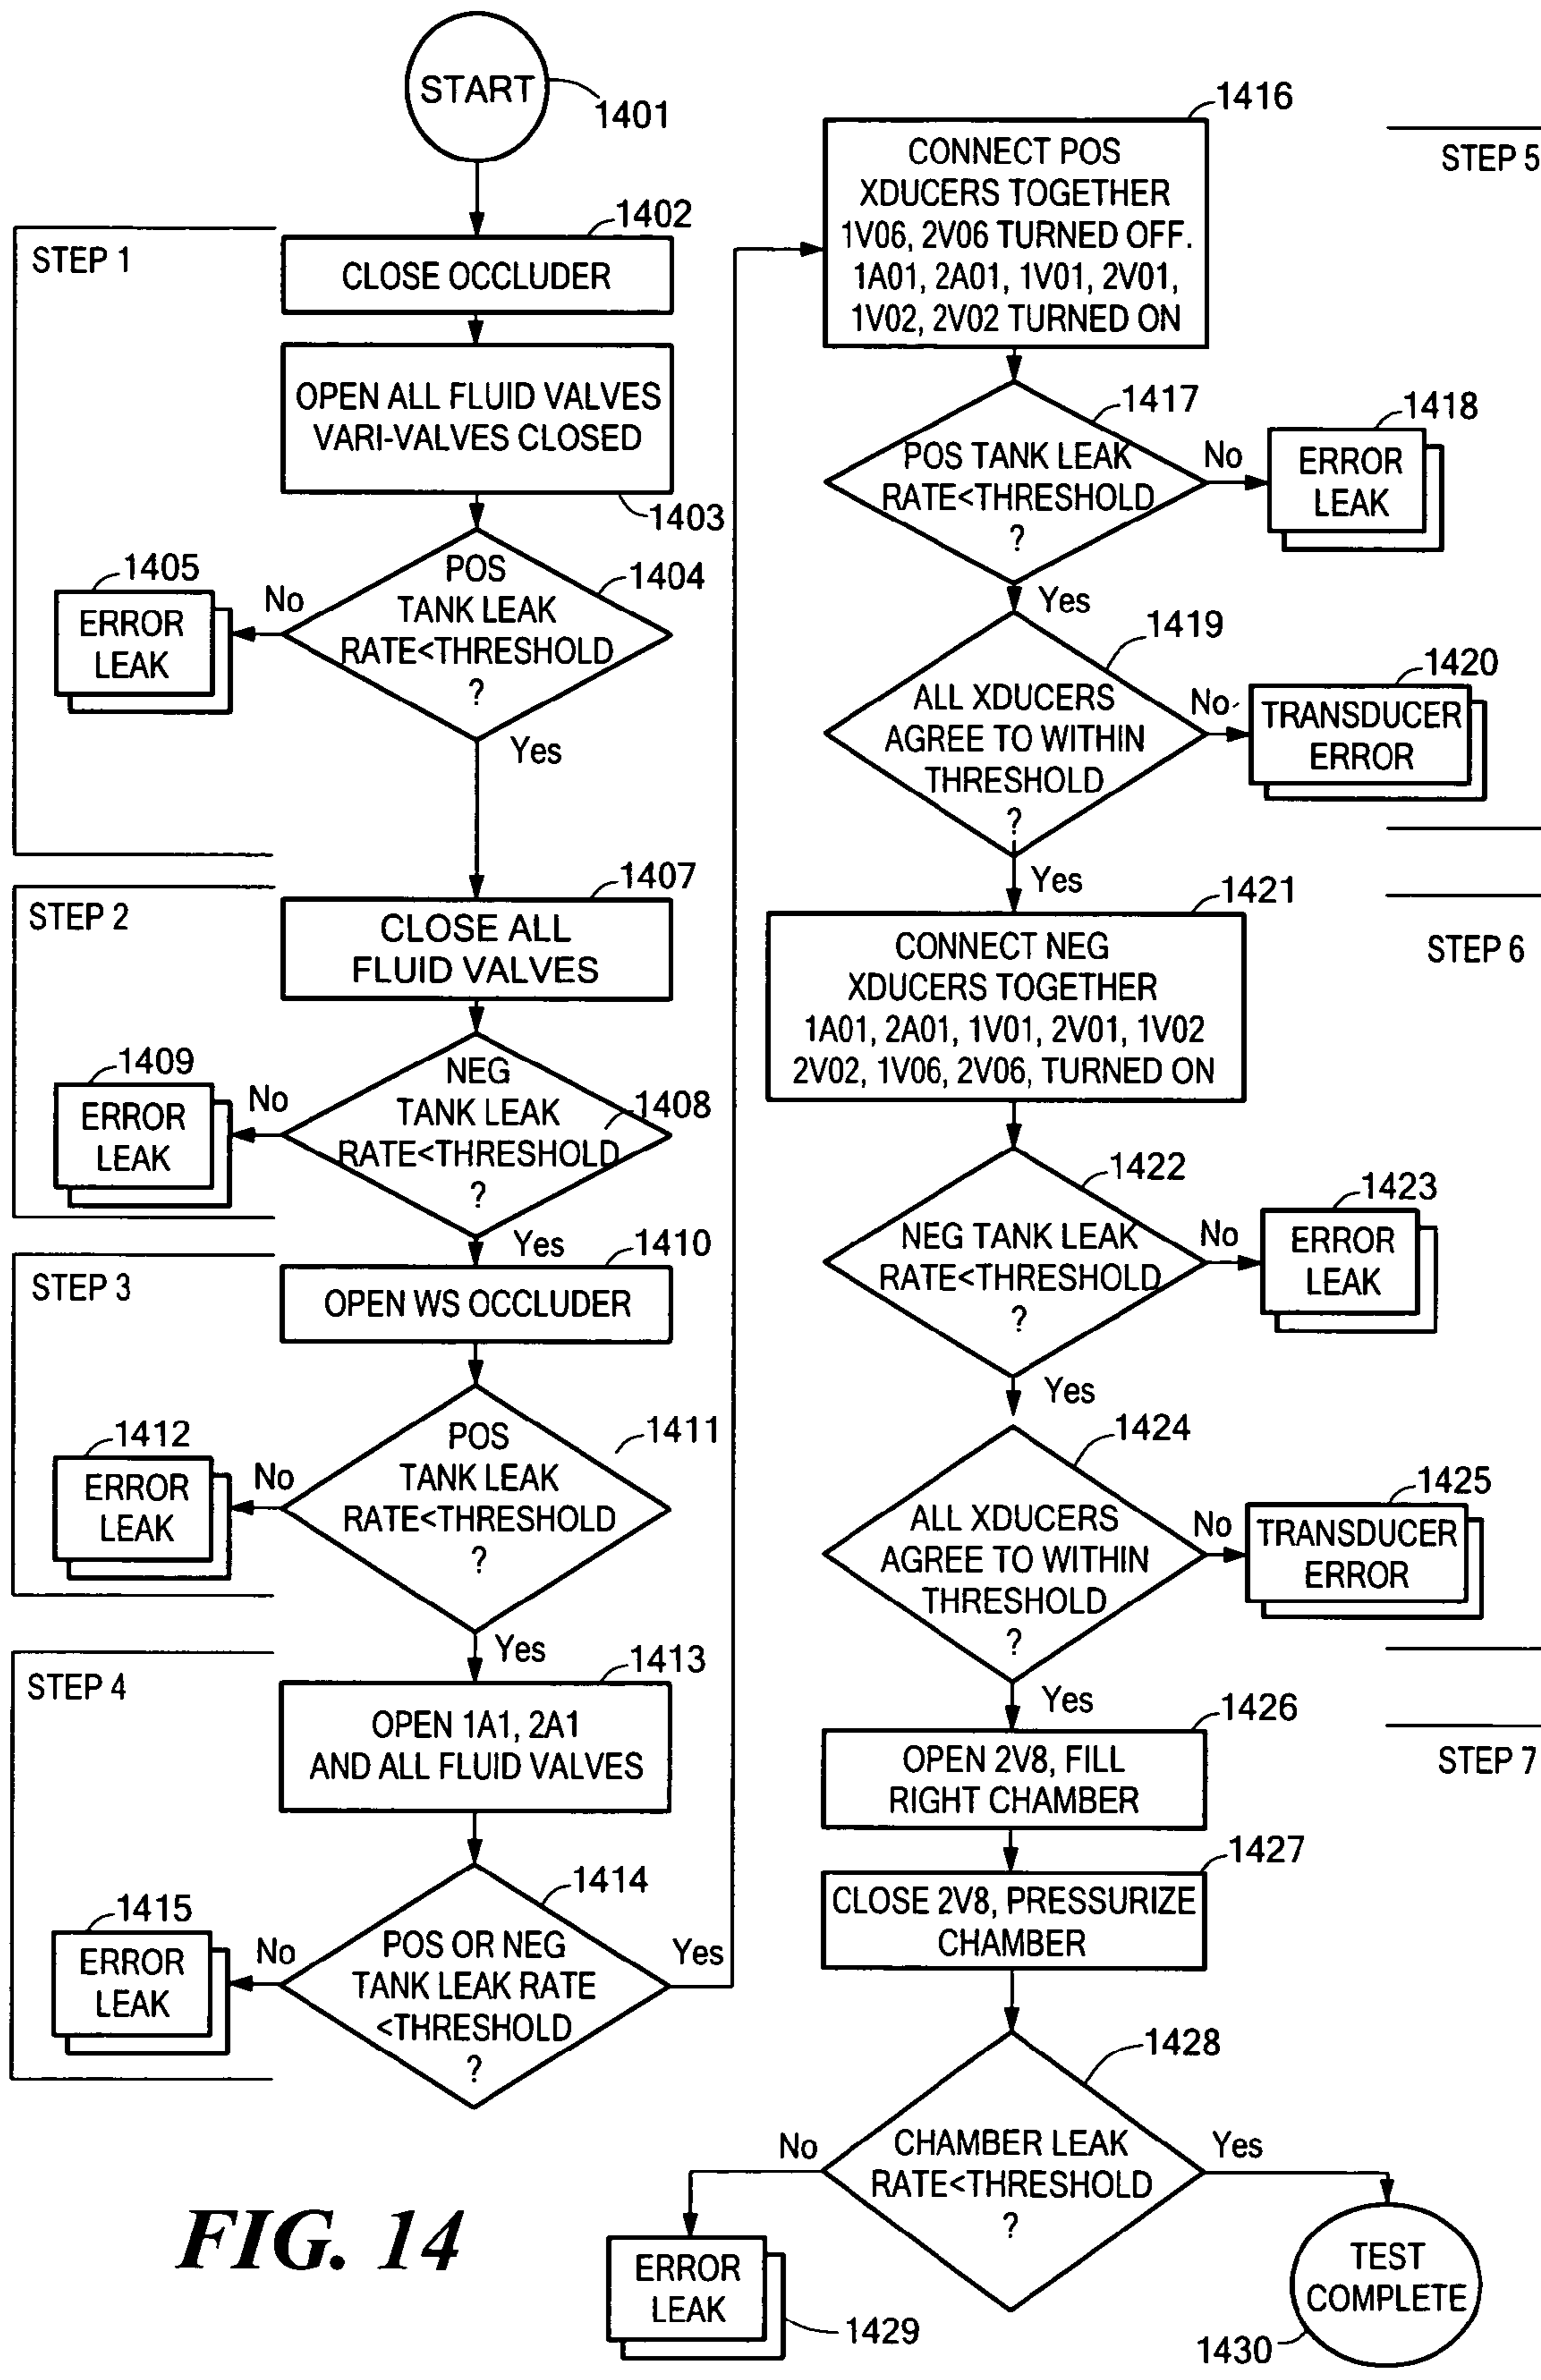 START
1401
STEP 1
1402
CLOSE OCCLUDER
OPEN ALL FLUID VALVES
VARI-VALVES CLOSED
1403
POS
TANK LEAK
RATE<THRESHOLD
?
1404
No
1405
ERROR
LEAK
Yes
STEP 2
1407
CLOSE ALL
FLUID VALVES
NEG
TANK LEAK
RATE<THRESHOLD
?
1408
No
1409
ERROR
LEAK
Yes
STEP 3
1410
OPEN WS OCCLUDER
POS
TANK LEAK
RATE<THRESHOLD
?
1411
No
1412
ERROR
LEAK
Yes
STEP 4
1413
OPEN 1A1, 2A1
AND ALL FLUID VALVES
1414
POS OR NEG
TANK LEAK RATE
<THRESHOLD
?
No
1415
ERROR
LEAK
Yes
1416
CONNECT POS
XDUCERS TOGETHER
1V06, 2V06 TURNED OFF.
1A01, 2A01, 1V01, 2V01,
1V02, 2V02 TURNED ON
STEP 5
1417
POS TANK LEAK
RATE<THRESHOLD
?
No
1418
ERROR
LEAK
Yes
1419
ALL XDUCERS
AGREE TO WITHIN
THRESHOLD
?
No
1420
TRANSDUCER
ERROR
Yes
1421
CONNECT NEG
XDUCERS TOGETHER
1A01, 2A01, 1V01, 2V01, 1V02
2V02, 1V06, 2V06, TURNED ON
STEP 6
1422
NEG TANK LEAK
RATE<THRESHOLD
?
No
1423
ERROR
LEAK
Yes
1424
ALL XDUCERS
AGREE TO WITHIN
THRESHOLD
?
No
1425
TRANSDUCER
ERROR
Yes
1426
OPEN 2V8, FILL
RIGHT CHAMBER
STEP 7
1427
CLOSE 2V8, PRESSURIZE
CHAMBER
1428
CHAMBER LEAK
RATE<THRESHOLD
?
No
ERROR
LEAK
1429
Yes
TEST
COMPLETE
1430
FIG. 14